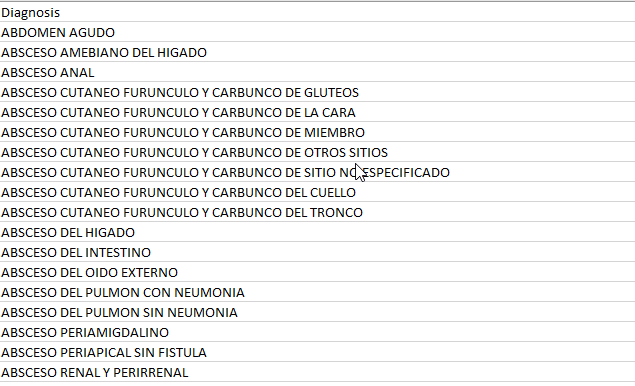 Diagnosis
ABDOMEN AGUDO
ABSCESO AMEBIANO DEL HIGADO
ABSCESO ANAL
ABSCESO CUTANEO FURUNCULO Y CARBUNCO DE GLUTEOS
ABSCESO CUTANEO FURUNCULO Y CARBUNCO DE LA CARA
ABSCESO CUTANEO FURUNCULO Y CARBUNCO DE MIEMBRO
ABSCESO CUTANEO FURUNCULO Y CARBUNCO DE OTROS SITIOS
ABSCESO CUTANEO FURUNCULO Y CARBUNCO DE SITIO NO ESPECIFICADO
ABSCESO CUTANEO FURUNCULO Y CARBUNCO DEL CUELLO
ABSCESO CUTANEO FURUNCULO Y CARBUNCO DEL TRONCO
ABSCESO DEL HIGADO
ABSCESO DEL INTESTINO
ABSCESO DEL OIDO EXTERNO
ABSCESO DEL PULMON CON NEUMONIA
ABSCESO DEL PULMON SIN NEUMONIA
ABSCESO PERIAMIGDALINO
ABSCESO PERIAPICAL SIN FISTULA
ABSCESO RENAL Y PERIRRENAL